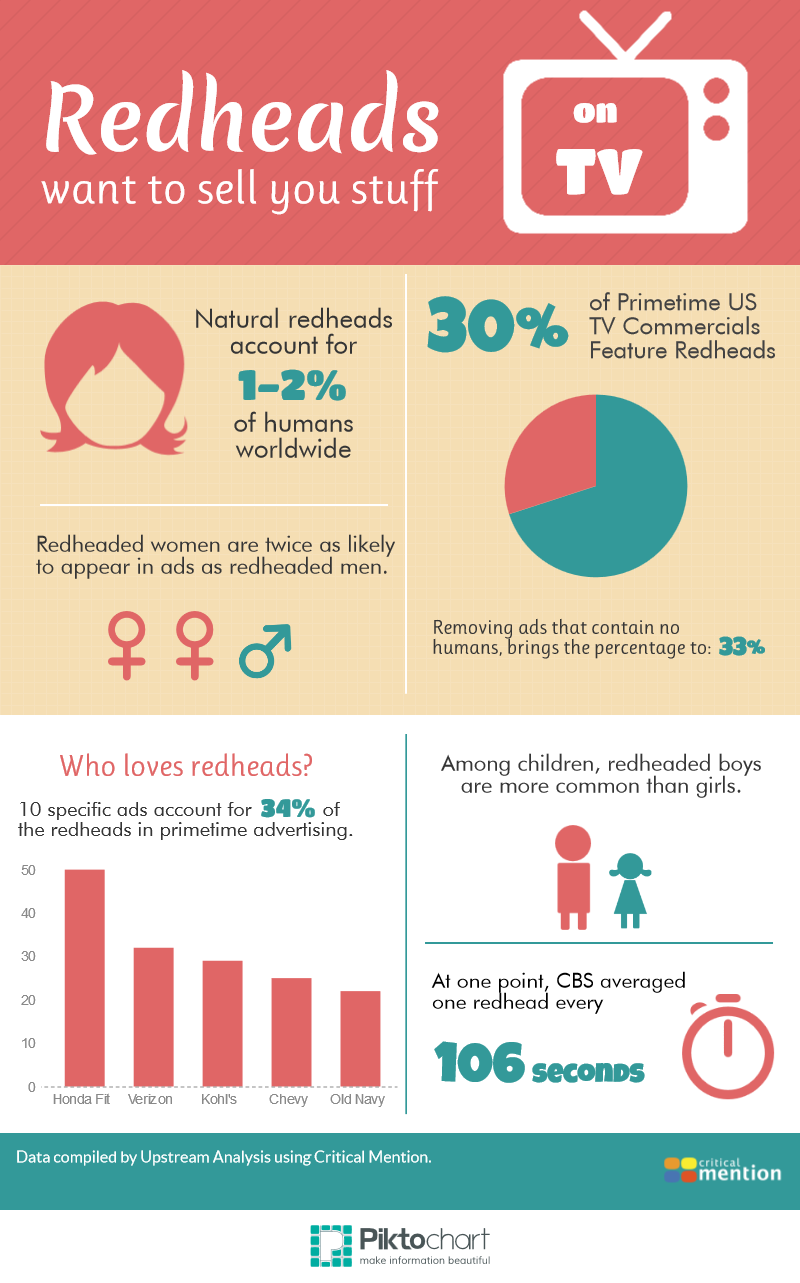 Redheads
want to sell you stuff
on
TV
Natural redheads
account for
1-2%
of humans
worldwide
30%
of Primetime US
TV Commercials
Feature Redheads
Redheaded women are twice as likely
to appear in ads as redheaded men.
Removing ads that contain no
humans, brings the percentage to: 33%
Who loves redheads?
10 specific ads account for 34% of
the redheads in primetime advertising.
50
40
30
20
10
0
Honda Fit Verizon Kohl's Chevy Old Navy
Among children, redheaded boys
are more common than girls.
At one point, CBS averaged
one redhead every
106 seconds
Data compiled by Upstream Analysis using Critical Mention.
critical
mention
Piktochart
make information beautiful